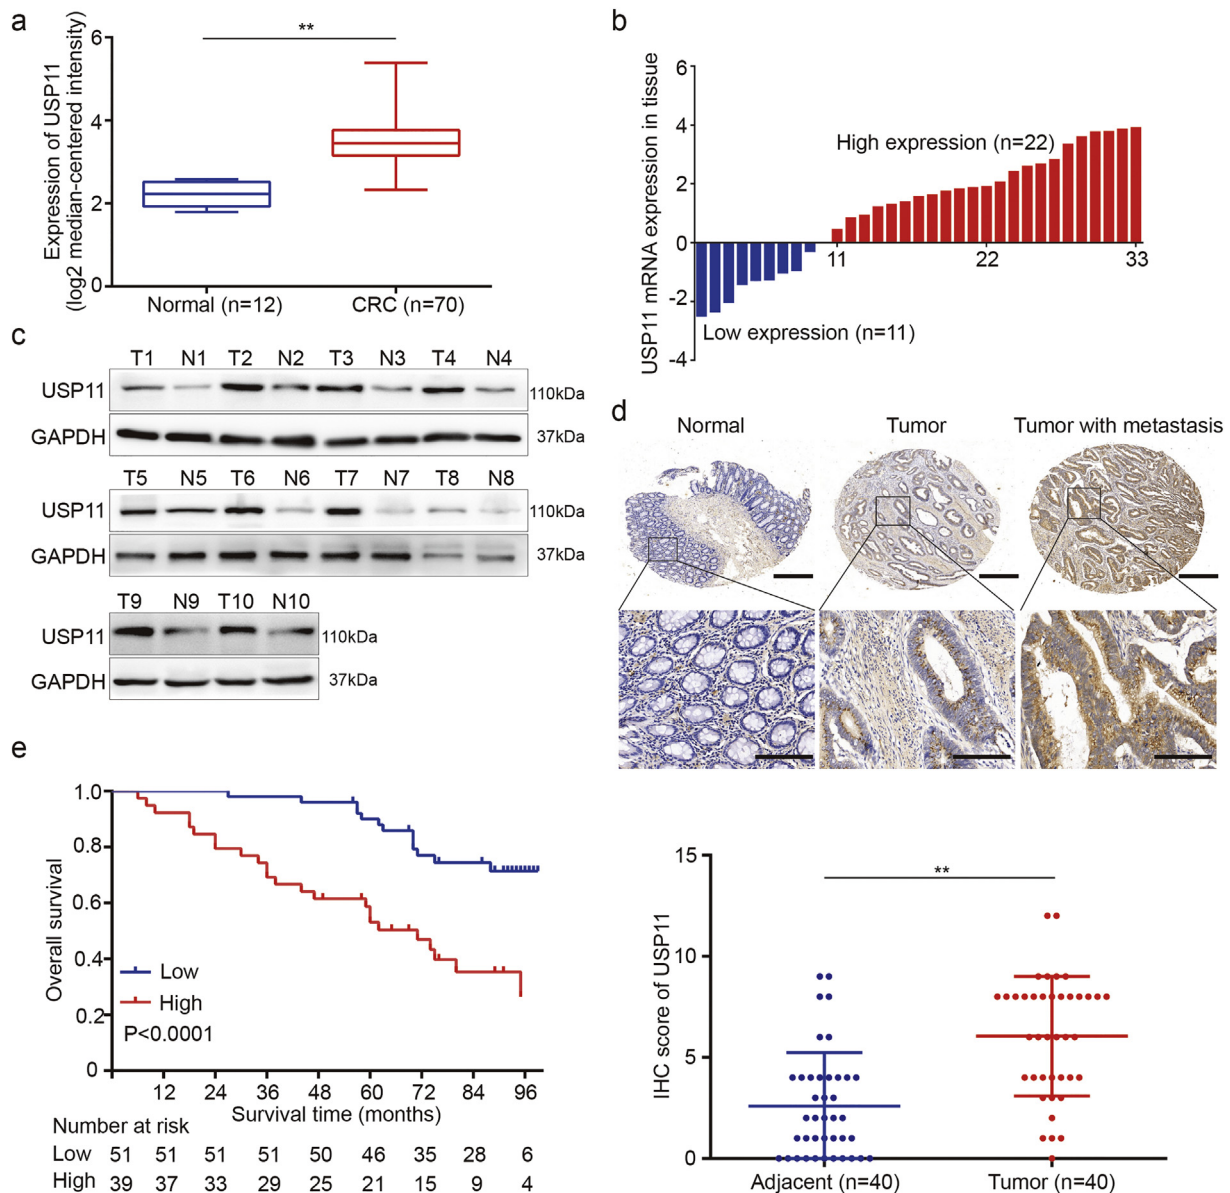 a
**
Expression of USP11
(log2 median-centered intensity)
6
4
2
0
Normal (n=12) CRC (n=70)
b
USP11 mRNA expression in tissue
6
4
2
0
-2
-4
High expression (n=22)
11 22 33
Low expression (n=11)
c
T1 N1 T2 N2 T3 N3 T4 N4
USP11 110kDa
GAPDH 37kDa
T5 N5 T6 N6 T7 N7 T8 N8
USP11 110kDa
GAPDH 37kDa
T9 N9 T10 N10
USP11 110kDa
GAPDH 37kDa
d
Normal Tumor Tumor with metastasis
e
Overall survival
1.0
0.8
0.6
0.4
0.2
0
Low
High
P<0.0001
12 24 36 48 60 72 84 96
Survival time (months)
Number at risk
Low 51 51 51 51 50 46 35 28 6
High 39 37 33 29 25 21 15 9 4
IHC score of USP11
15
10
5
0
**
Adjacent (n=40) Tumor (n=40)